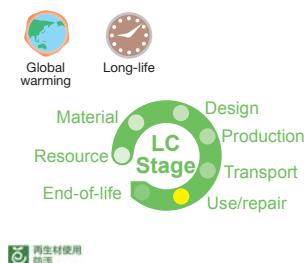 Global
warming
Long-life
Design
Material
Production
LC
Stage
Resource
Transport
End-of-life
Use/repair
再生材使用